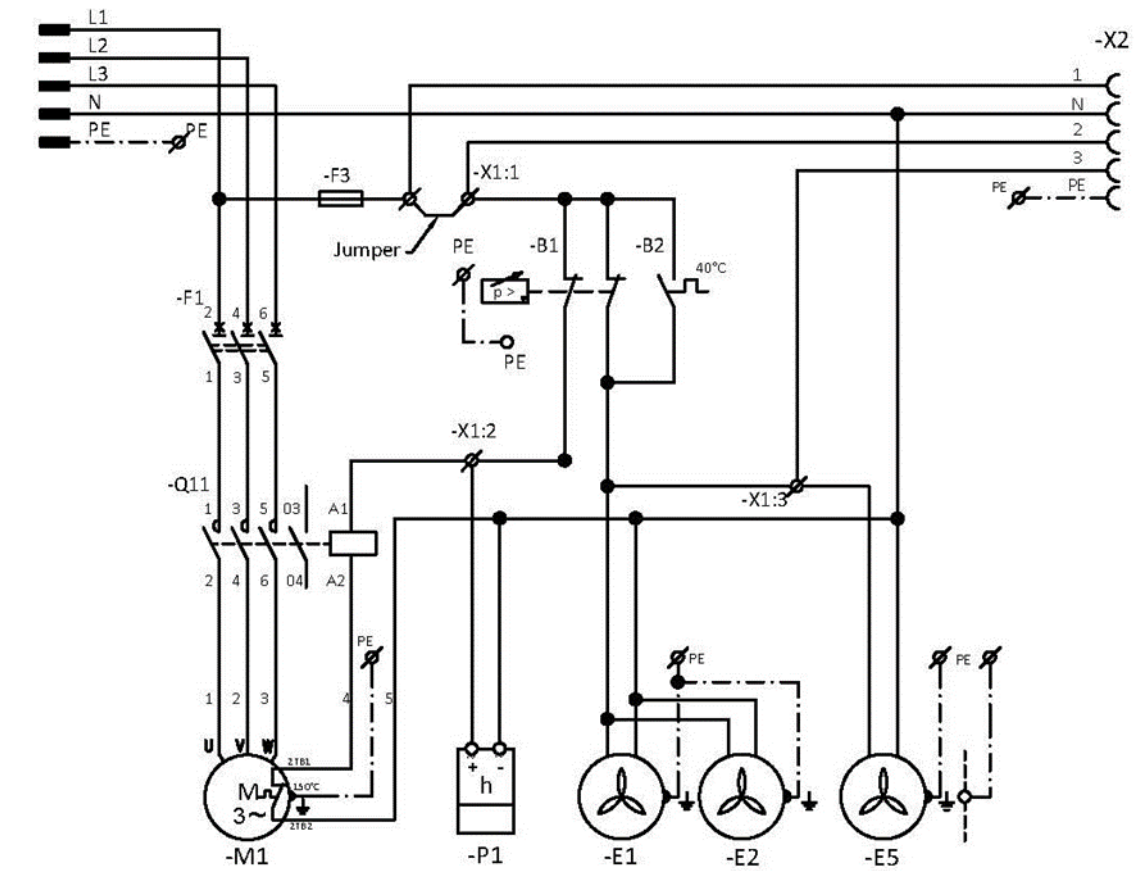 L1
L2
L3
N
PE PE
-X2
1
N
2
3
PE PE
-F3
-X1:1
Jumper
PE
-B1
-B2
40°C
p >
PE
-F1
2 4 6
1 3 5
-X1:2
-Q11
1 3 5 03 A1
-X1:3
2 4 6 04 A2
PE
PE
PE
1 2 3 4 5
U V W
2TB1
M
150°C
3~
2TB2
+ -
h
-M1
-P1
-E1
-E2
-E5